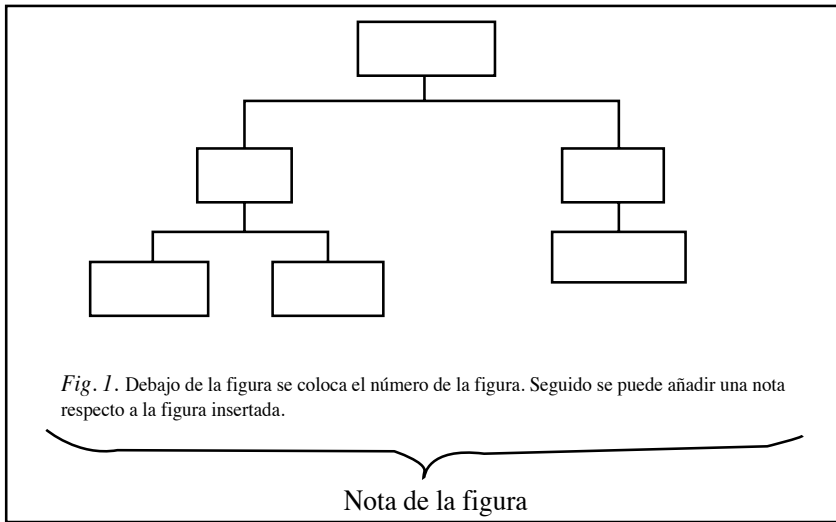 Fig. 1. Debajo de la figura se coloca el número de la figura. Seguido se puede añadir una nota
respecto a la figura insertada.
Nota de la figura